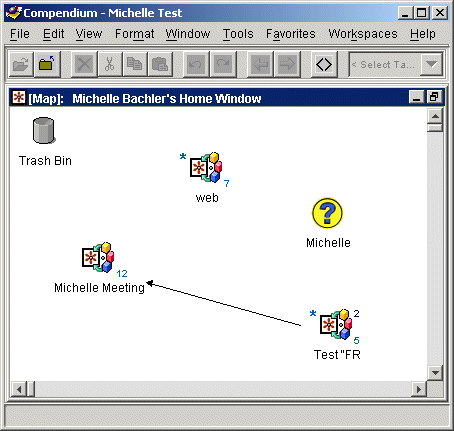 Compendium - Michelle Test
File Edit View Format Window Tools Favorites Workspaces Help
< Select Ta...
[Map]: Michelle Bachler's Home Window
Trash Bin
*
7
web
?
Michelle
12
Michelle Meeting
* 2
5
Test "FR